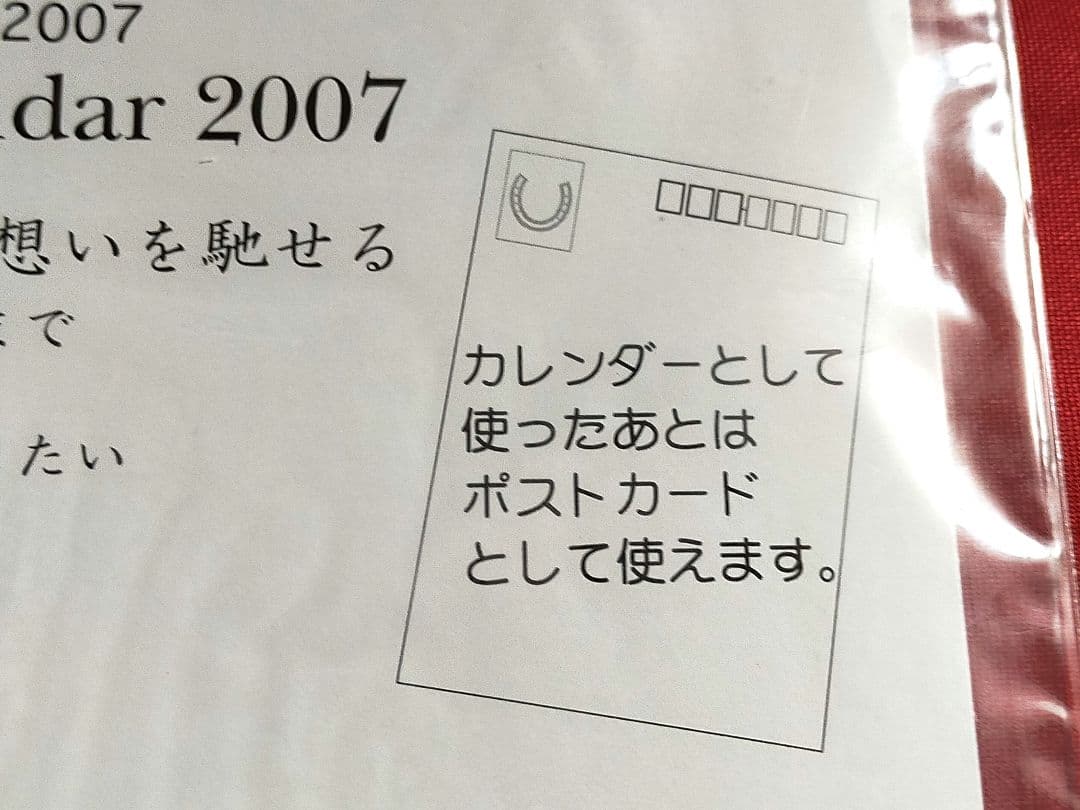 2007
dar 2007
想いを馳せる
まで
たい
カレンダーとして
使ったあとは
ポストカード
として使えます。